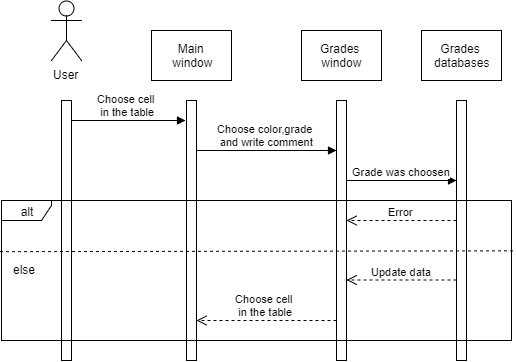 User
Main
window
Grades
window
Grades
databases
Choose cell
in the table
Choose color,grade
and write comment
Grade was choosen
alt
Error
else
Update data
Choose cell
in the table